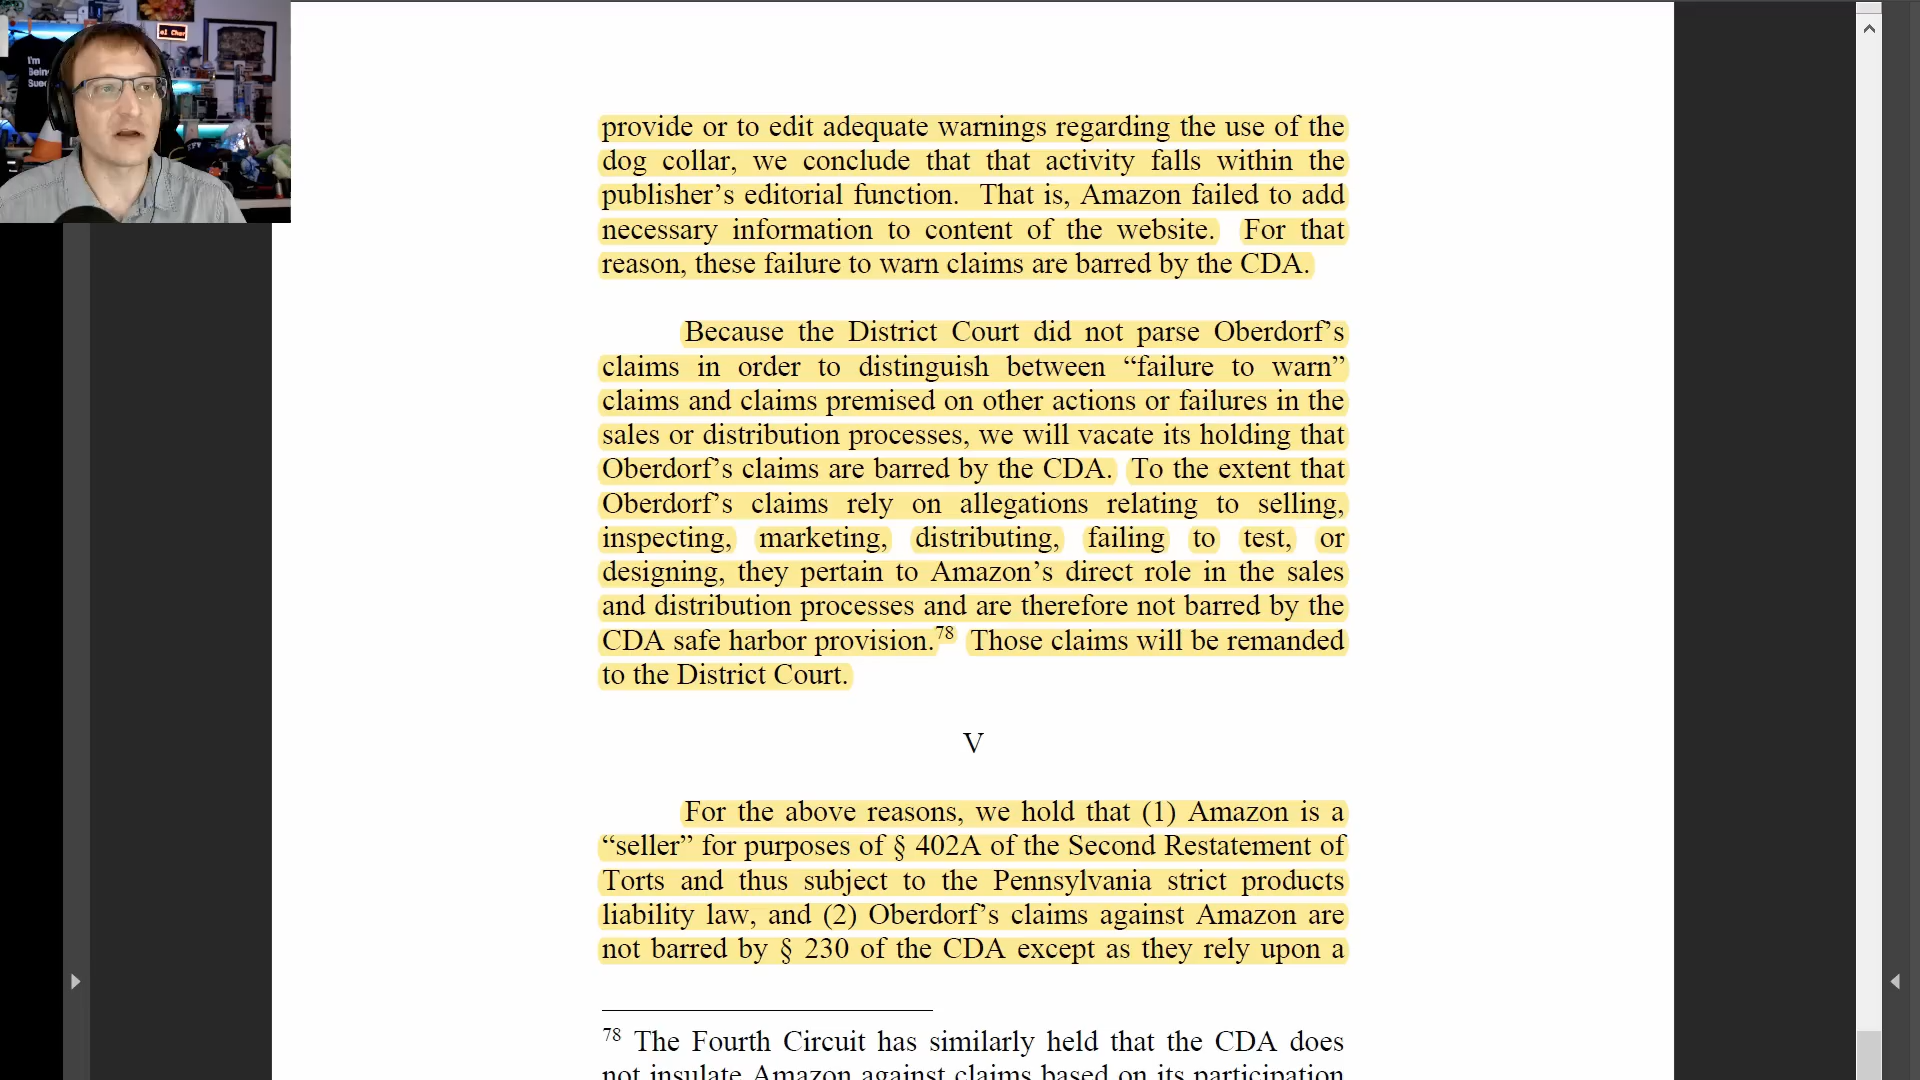 I'm
Being
Sued
provide or to edit adequate warnings regarding the use of the
dog collar, we conclude that that activity falls within the
publisher’s editorial function. That is, Amazon failed to add
necessary information to content of the website. For that
reason, these failure to warn claims are barred by the CDA.
Because the District Court did not parse Oberdorf’s
claims in order to distinguish between “failure to warn”
claims and claims premised on other actions or failures in the
sales or distribution processes, we will vacate its holding that
Oberdorf’s claims are barred by the CDA. To the extent that
Oberdorf’s claims rely on allegations relating to selling,
inspecting, marketing, distributing, failing to test, or
designing, they pertain to Amazon’s direct role in the sales
and distribution processes and are therefore not barred by the
CDA safe harbor provision.78 Those claims will be remanded
to the District Court.
V
For the above reasons, we hold that (1) Amazon is a
“seller” for purposes of § 402A of the Second Restatement of
Torts and thus subject to the Pennsylvania strict products
liability law, and (2) Oberdorf’s claims against Amazon are
not barred by § 230 of the CDA except as they rely upon a
78 The Fourth Circuit has similarly held that the CDA does
not insulate Amazon against claims based on its participation